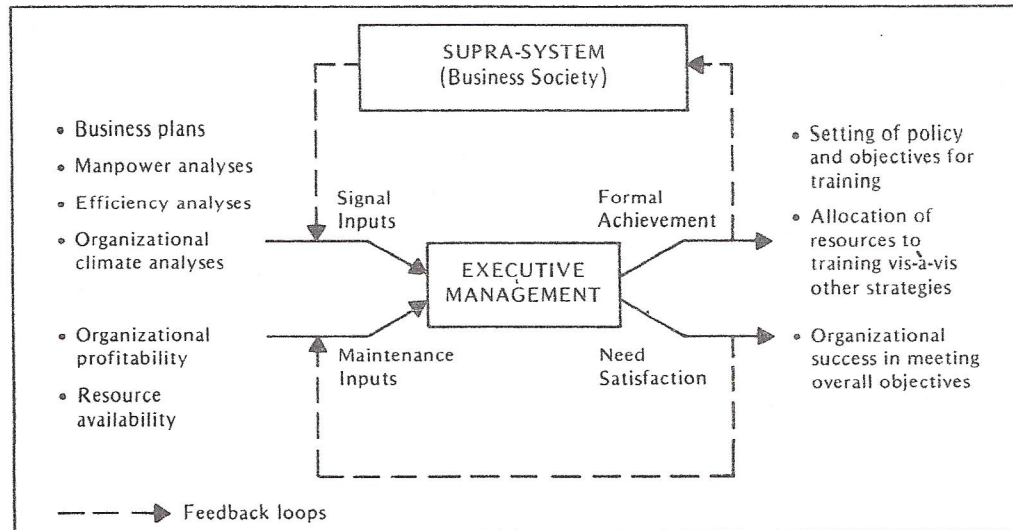 SUPRA-SYSTEM
(Business Society)
• Business plans
• Manpower analyses
• Efficiency analyses
• Organizational
climate analyses
• Organizational
profitability
• Resource
availability
Signal
Inputs
Maintenance
Inputs
EXECUTIVE
MANAGEMENT
Formal
Achievement
Need
Satisfaction
• Setting of policy
and objectives for
training
• Allocation of
resources to
training vis-à-vis
other strategies
• Organizational
success in meeting
overall objectives
Feedback loops